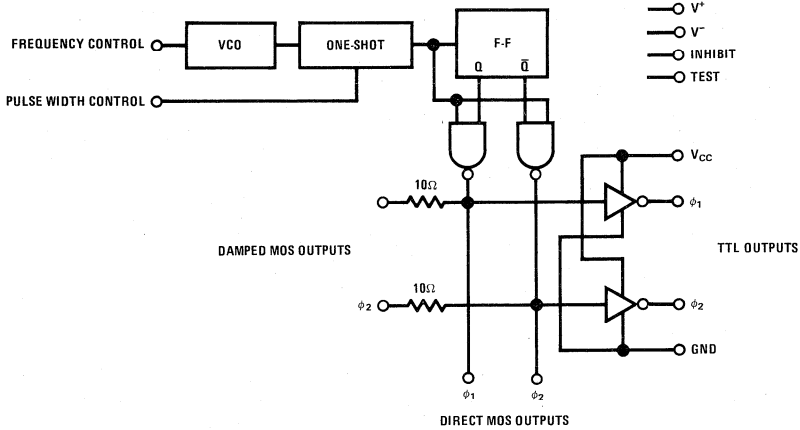 V+
V−
INHIBIT
TEST
FREQUENCY CONTROL
VCO
ONE-SHOT
F-F
Q
Q̅
PULSE WIDTH CONTROL
VCC
10Ω
ϕ1
DAMPED MOS OUTPUTS
TTL OUTPUTS
10Ω
ϕ2
ϕ2
GND
ϕ1
ϕ2
DIRECT MOS OUTPUTS